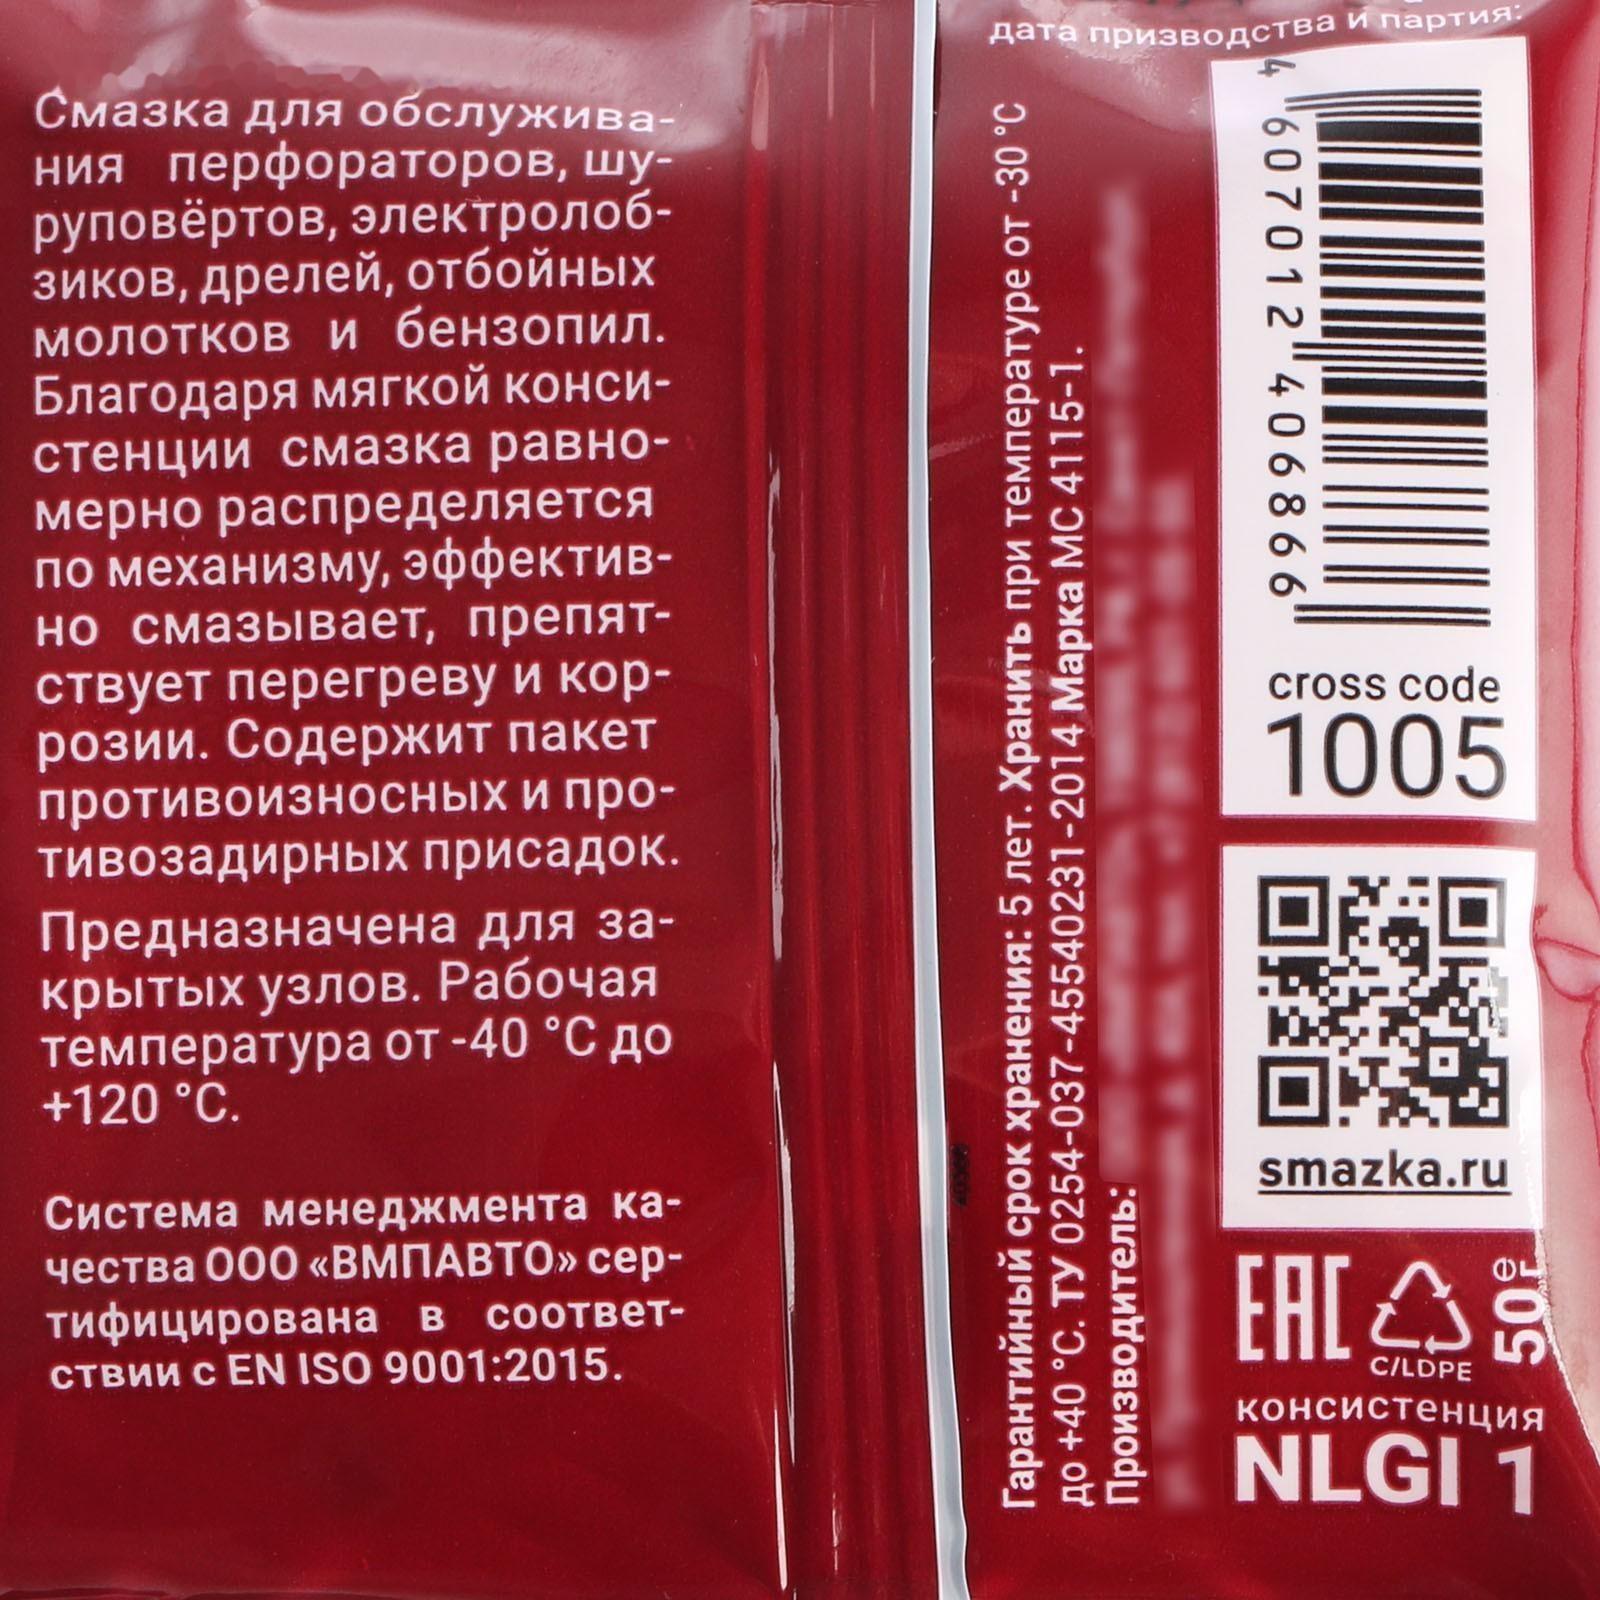 Смазка для обслужива-
ния перфораторов, шу-
руповёртов, электролоб-
зиков, дрелей, отбойных
молотков и бензопил.
Благодаря мягкой конси-
стенции смазка равно-
мерно распределяется
по механизму, эффектив-
но смазывает, препят-
ствует перегреву и кор-
розии. Содержит пакет
противоизносных и про-
тивозадирных присадок.
Предназначена для за-
крытых узлов. Рабочая
температура от -40 °С до
+120 °С.
Система менеджмента ка-
чества ООО «ВМПАВТО» сер-
тифицирована в соответ-
ствии с EN ISO 9001:2015.
дата призводства и партия:
Гарантийный срок хранения: 5 лет. Хранить при температуре от -30 °С
до +40 °С. ТУ 0254-037-45540231-2014 Марка МС 4115-1.
Производитель:
4 607012 406866
cross code
1005
smazka.ru
EAC
C/LDPE
50 г е
консистенция
NLGI 1